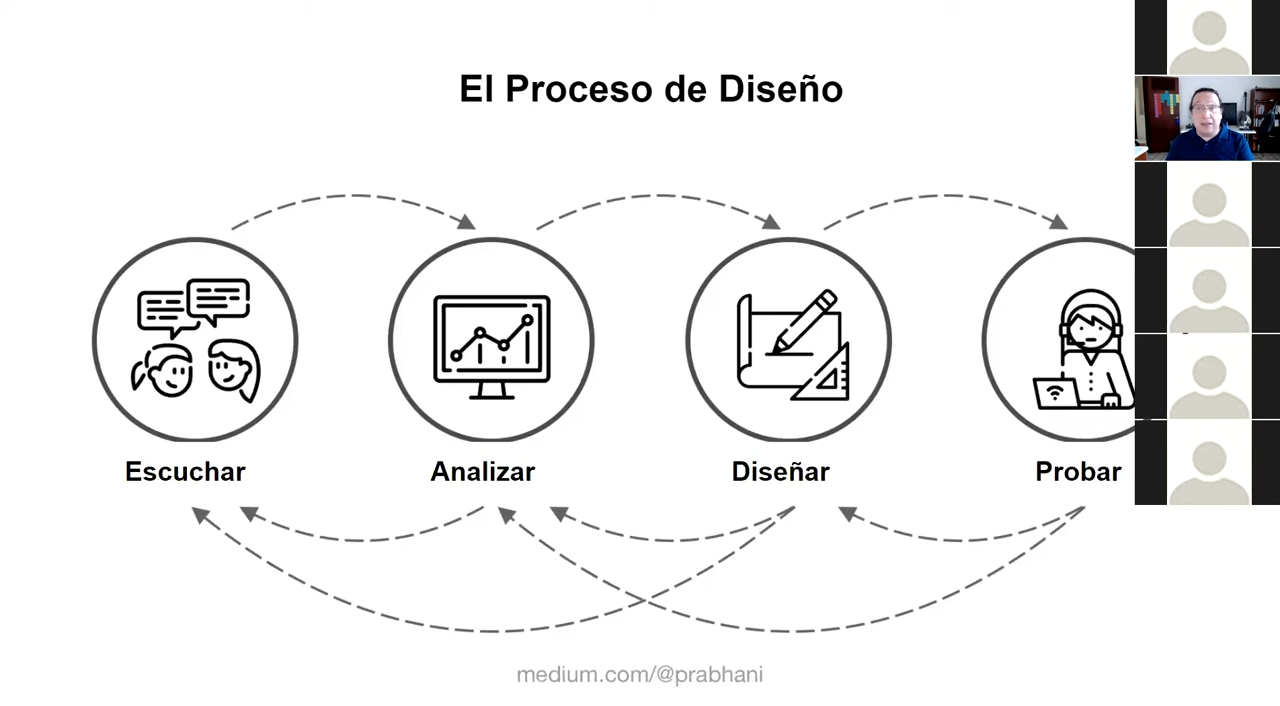 El Proceso de Diseño
Escuchar
Analizar
Diseñar
Probar
medium.com/@prabhani